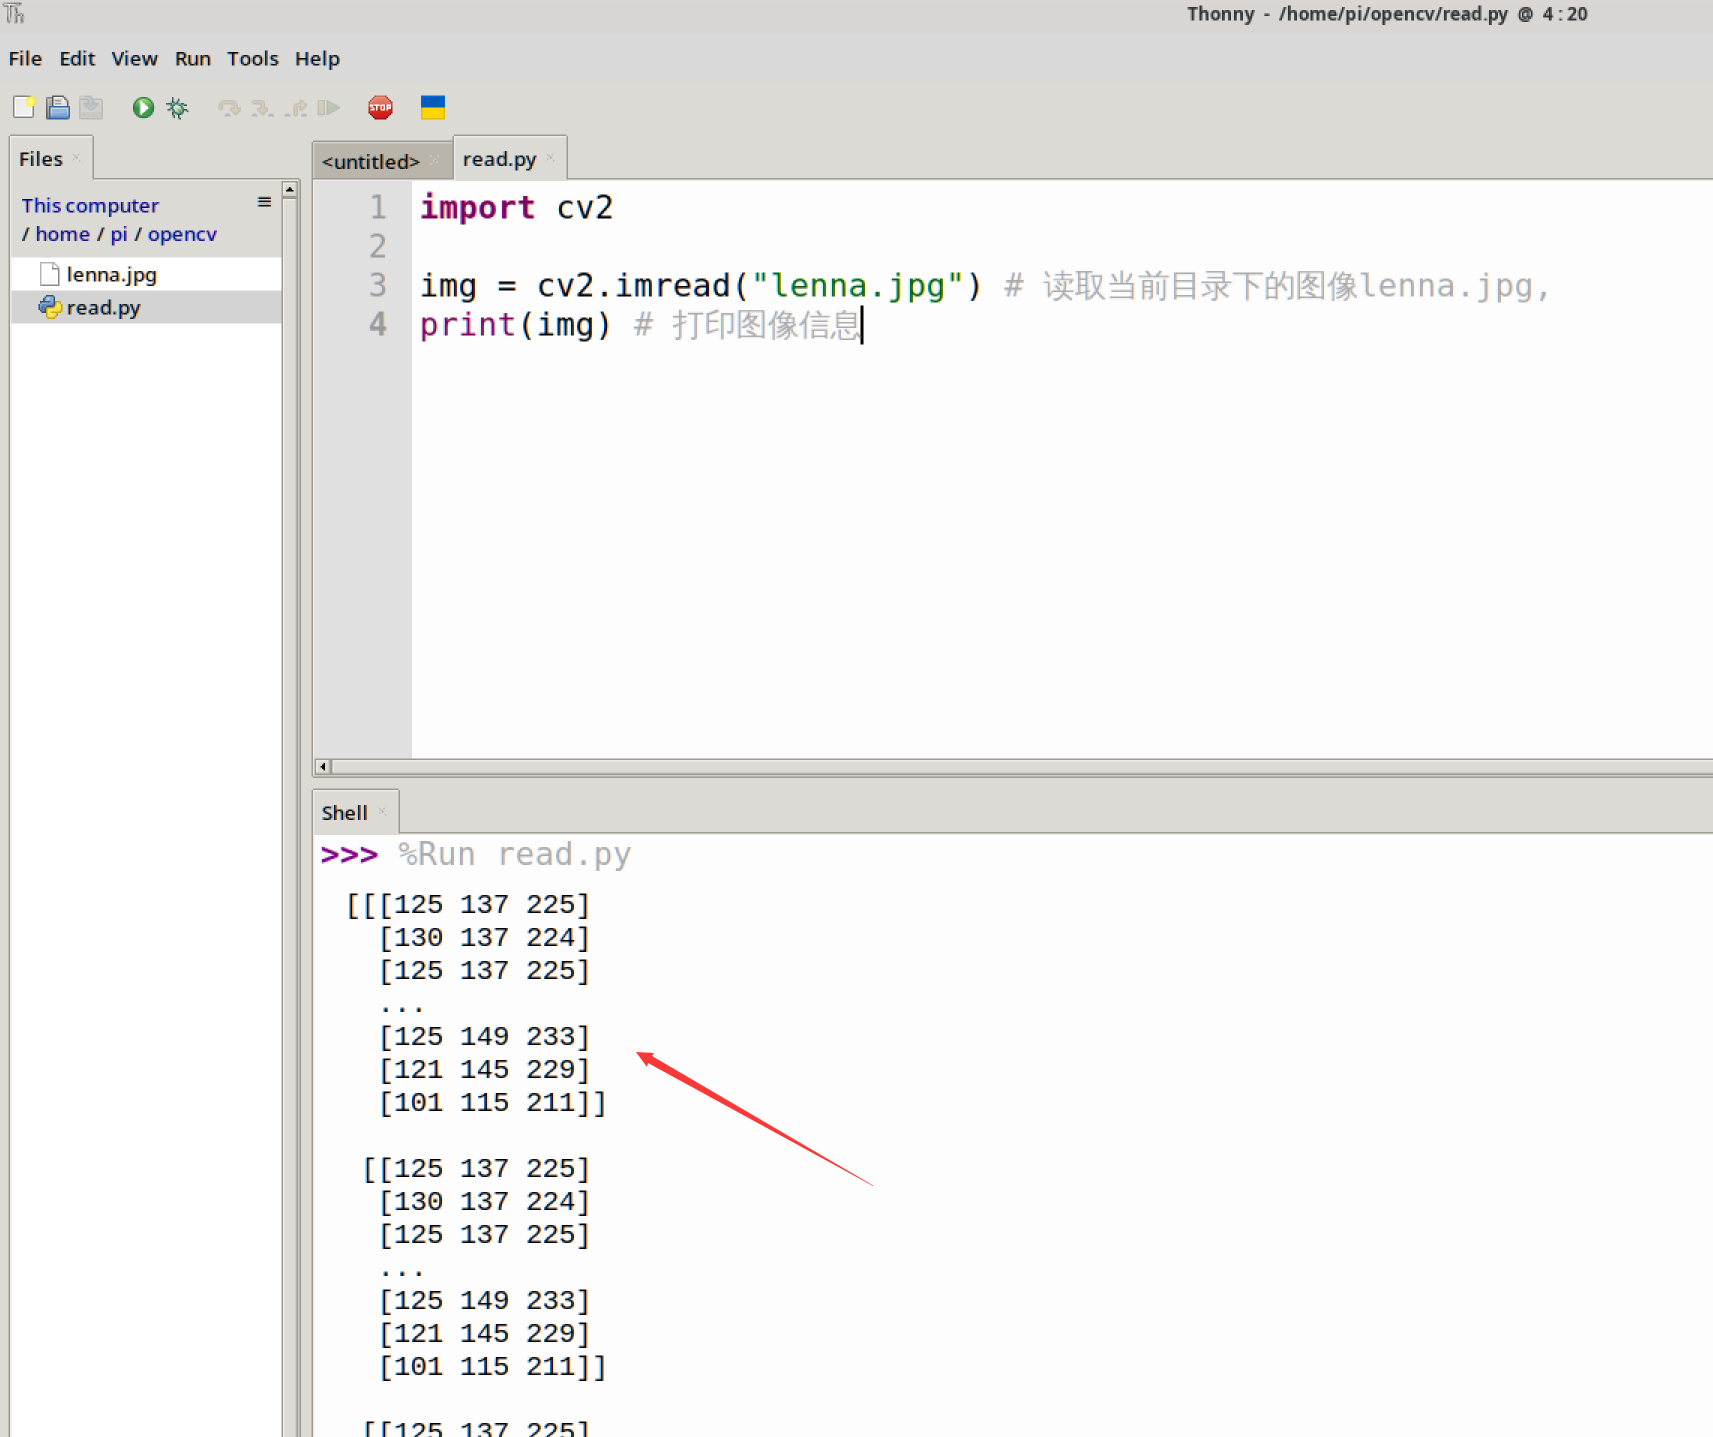 Th
Thonny - /home/pi/opencv/read.py @ 4 : 20
File Edit View Run Tools Help
STOP
Files
<untitled> read.py
This computer
/ home / pi / opencv
lenna.jpg
read.py
1 import cv2
2
3 img = cv2.imread("lenna.jpg") # 读取当前目录下的图像lenna.jpg,
4 print(img) # 打印图像信息
Shell
>>> %Run read.py
[[[125 137 225]
[130 137 224]
[125 137 225]
...
[125 149 233]
[121 145 229]
[101 115 211]]
[[125 137 225]
[130 137 224]
[125 137 225]
...
[125 149 233]
[121 145 229]
[101 115 211]]
[[125 137 225]